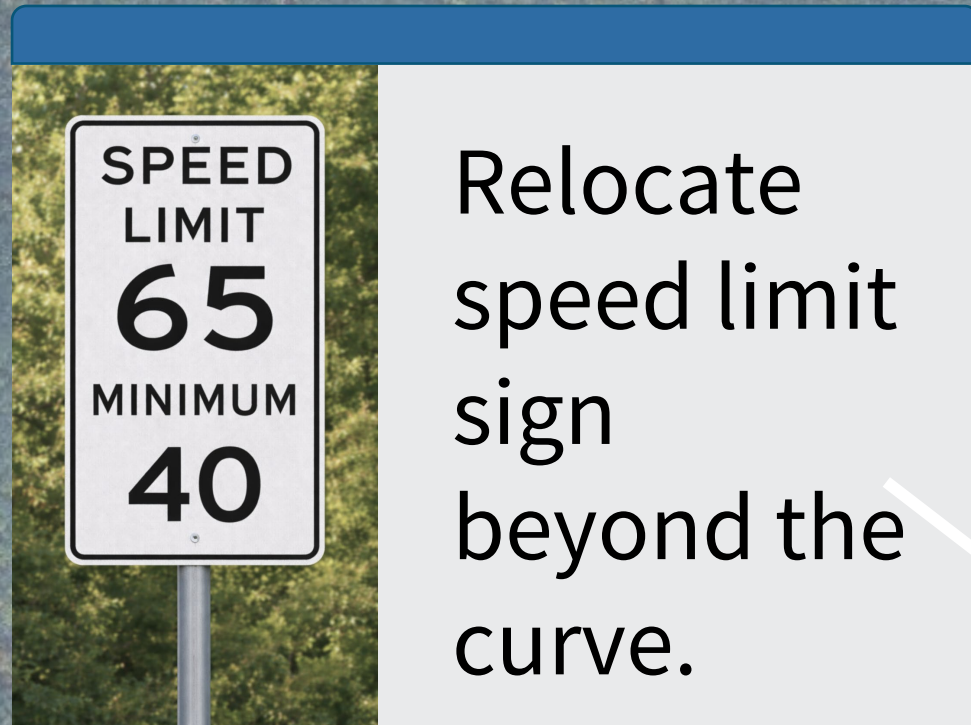 SPEED
LIMIT
65
MINIMUM
40
Relocate
speed limit
sign
beyond the
curve.